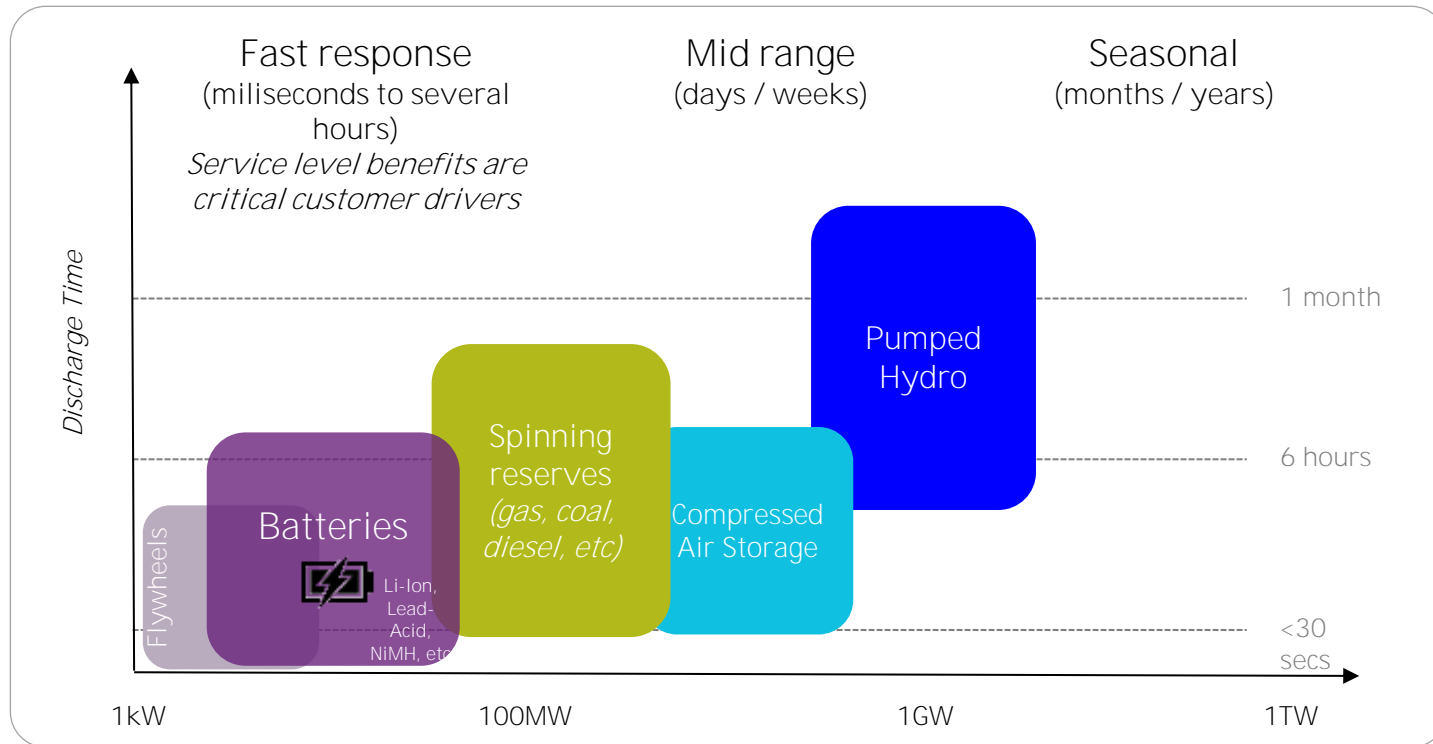 Fast response
(miliseconds to several
hours)
Service level benefits are
critical customer drivers
Mid range
(days / weeks)
Seasonal
(months / years)
Discharge Time
1 month
6 hours
<30
secs
Flywheels
Batteries
Li-Ion,
Lead-
Acid,
NiMH, etc
Spinning
reserves
(gas, coal,
diesel, etc)
Compressed
Air Storage
Pumped
Hydro
1kW
100MW
1GW
1TW